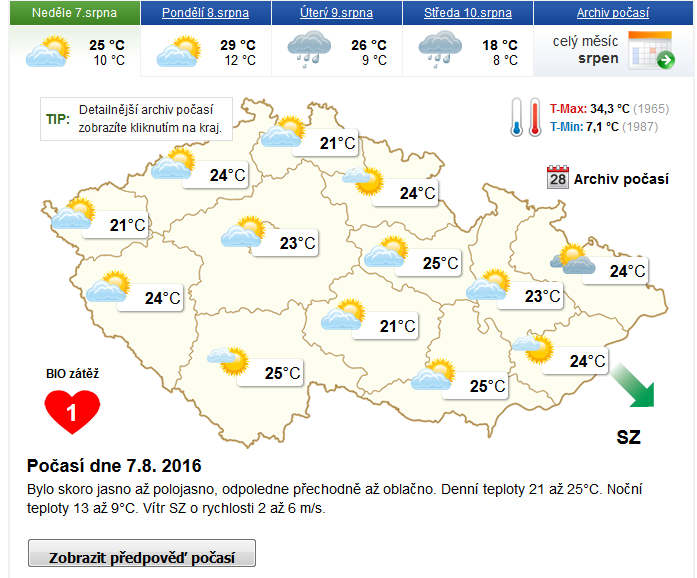 Neděle 7.srpna
Pondělí 8.srpna
Úterý 9.srpna
Středa 10.srpna
Archiv počasí
25 °C
10 °C
29 °C
12 °C
26 °C
9 °C
18 °C
8 °C
celý měsíc
srpen
TIP:
Detailnější archiv počasí
zobrazíte kliknutím na kraj.
T-Max: 34,3 °C (1965)
T-Min: 7,1 °C (1987)
28 Archiv počasí
21°C
24°C
24°C
21°C
23°C
25°C
24°C
24°C
23°C
21°C
24°C
25°C
25°C
BIO zátěž
1
SZ
Počasí dne 7.8. 2016
Bylo skoro jasno až polojasno, odpoledne přechodně až oblačno. Denní teploty 21 až 25°C. Noční
teploty 13 až 9°C. Vítr SZ o rychlosti 2 až 6 m/s.
Zobrazit předpověď počasí